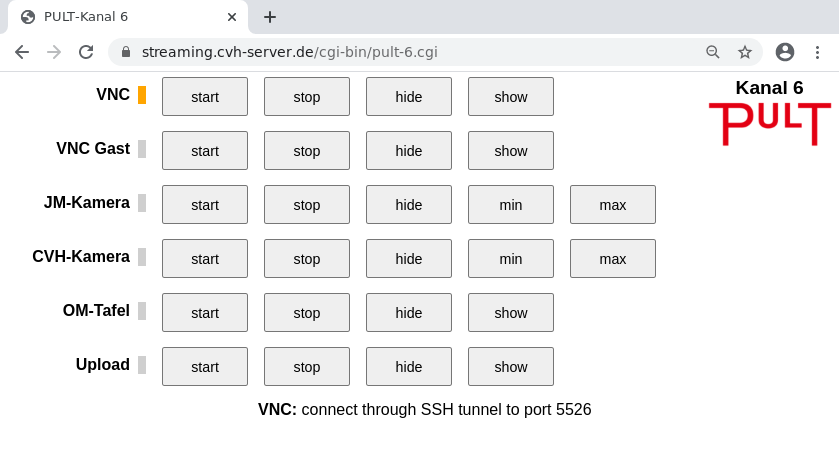 PULT-Kanal 6
streaming.cvh-server.de/cgi-bin/pult-6.cgi
Kanal 6
PULT
VNC start stop hide show
VNC Gast start stop hide show
JM-Kamera start stop hide min max
CVH-Kamera start stop hide min max
OM-Tafel start stop hide show
Upload start stop hide show
VNC: connect through SSH tunnel to port 5526